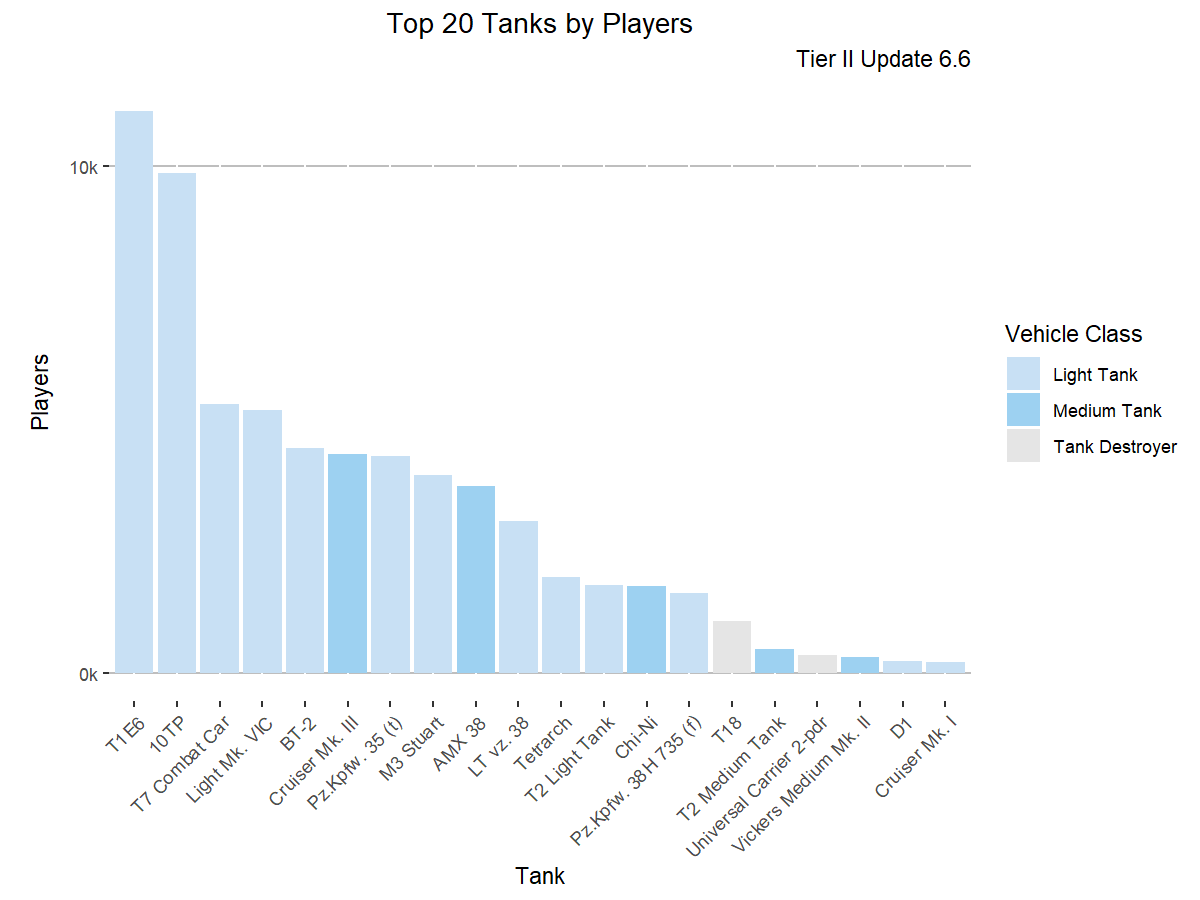 Top 20 Tanks by Players
Tier II Update 6.6
10k
0k
Players
T1E6
10TP
T7 Combat Car
Light Mk. VIC
BT-2
Cruiser Mk. III
Pz.Kpfw. 35 (t)
M3 Stuart
AMX 38
LT vz. 38
Tetrarch
T2 Light Tank
Chi-Ni
Pz.Kpfw. 38H 735 (f)
T18
T2 Medium Tank
Universal Carrier 2-pdr
Vickers Medium Mk. II
D1
Cruiser Mk. I
Tank
Vehicle Class
Light Tank
Medium Tank
Tank Destroyer